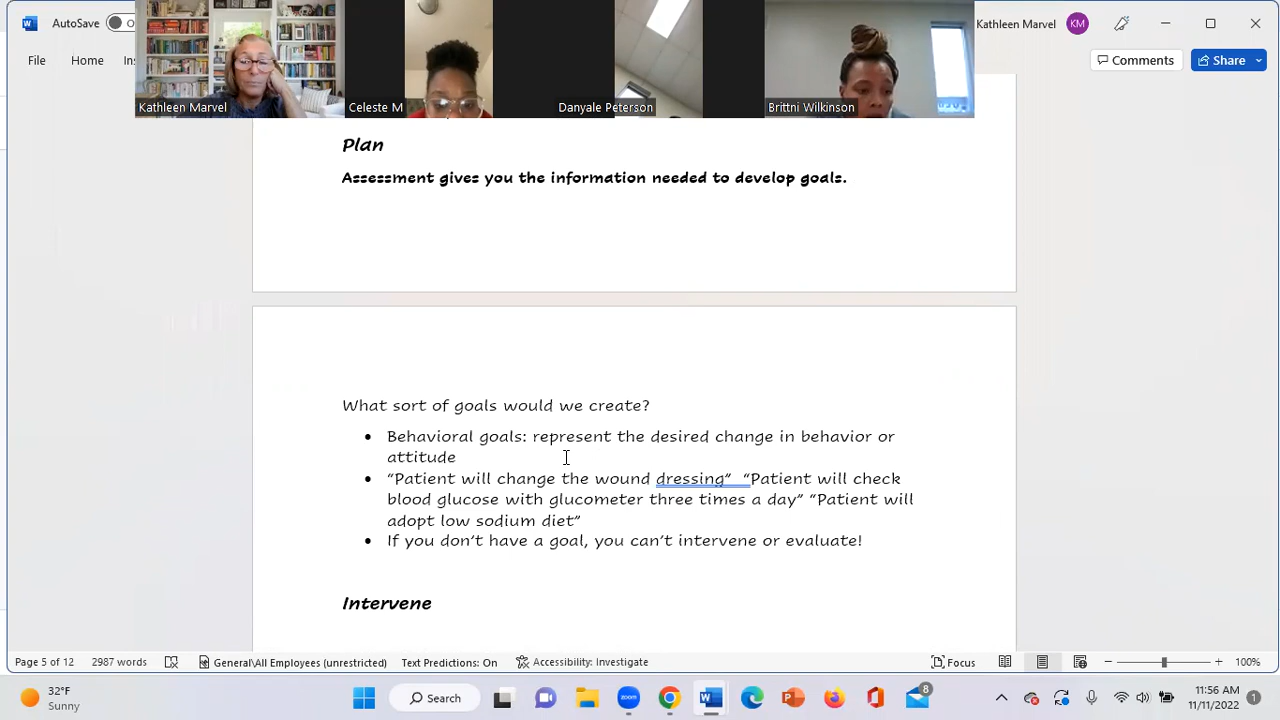 AutoSave
Kathleen Marvel
KM
File
Home
Comments
Share
Kathleen Marvel
Celeste M
Danyale Peterson
Brittni Wilkinson
Plan
Assessment gives you the information needed to develop goals.
What sort of goals would we create?
• Behavioral goals: represent the desired change in behavior or
attitude
• “Patient will change the wound dressing” “Patient will check
blood glucose with glucometer three times a day” “Patient will
adopt low sodium diet”
• If you don’t have a goal, you can’t intervene or evaluate!
Intervene
Page 5 of 12
2987 words
General\All Employees (unrestricted)
Text Predictions: On
Accessibility: Investigate
Focus
100%
32°F
Sunny
Search
8
11:56 AM
11/11/2022
1